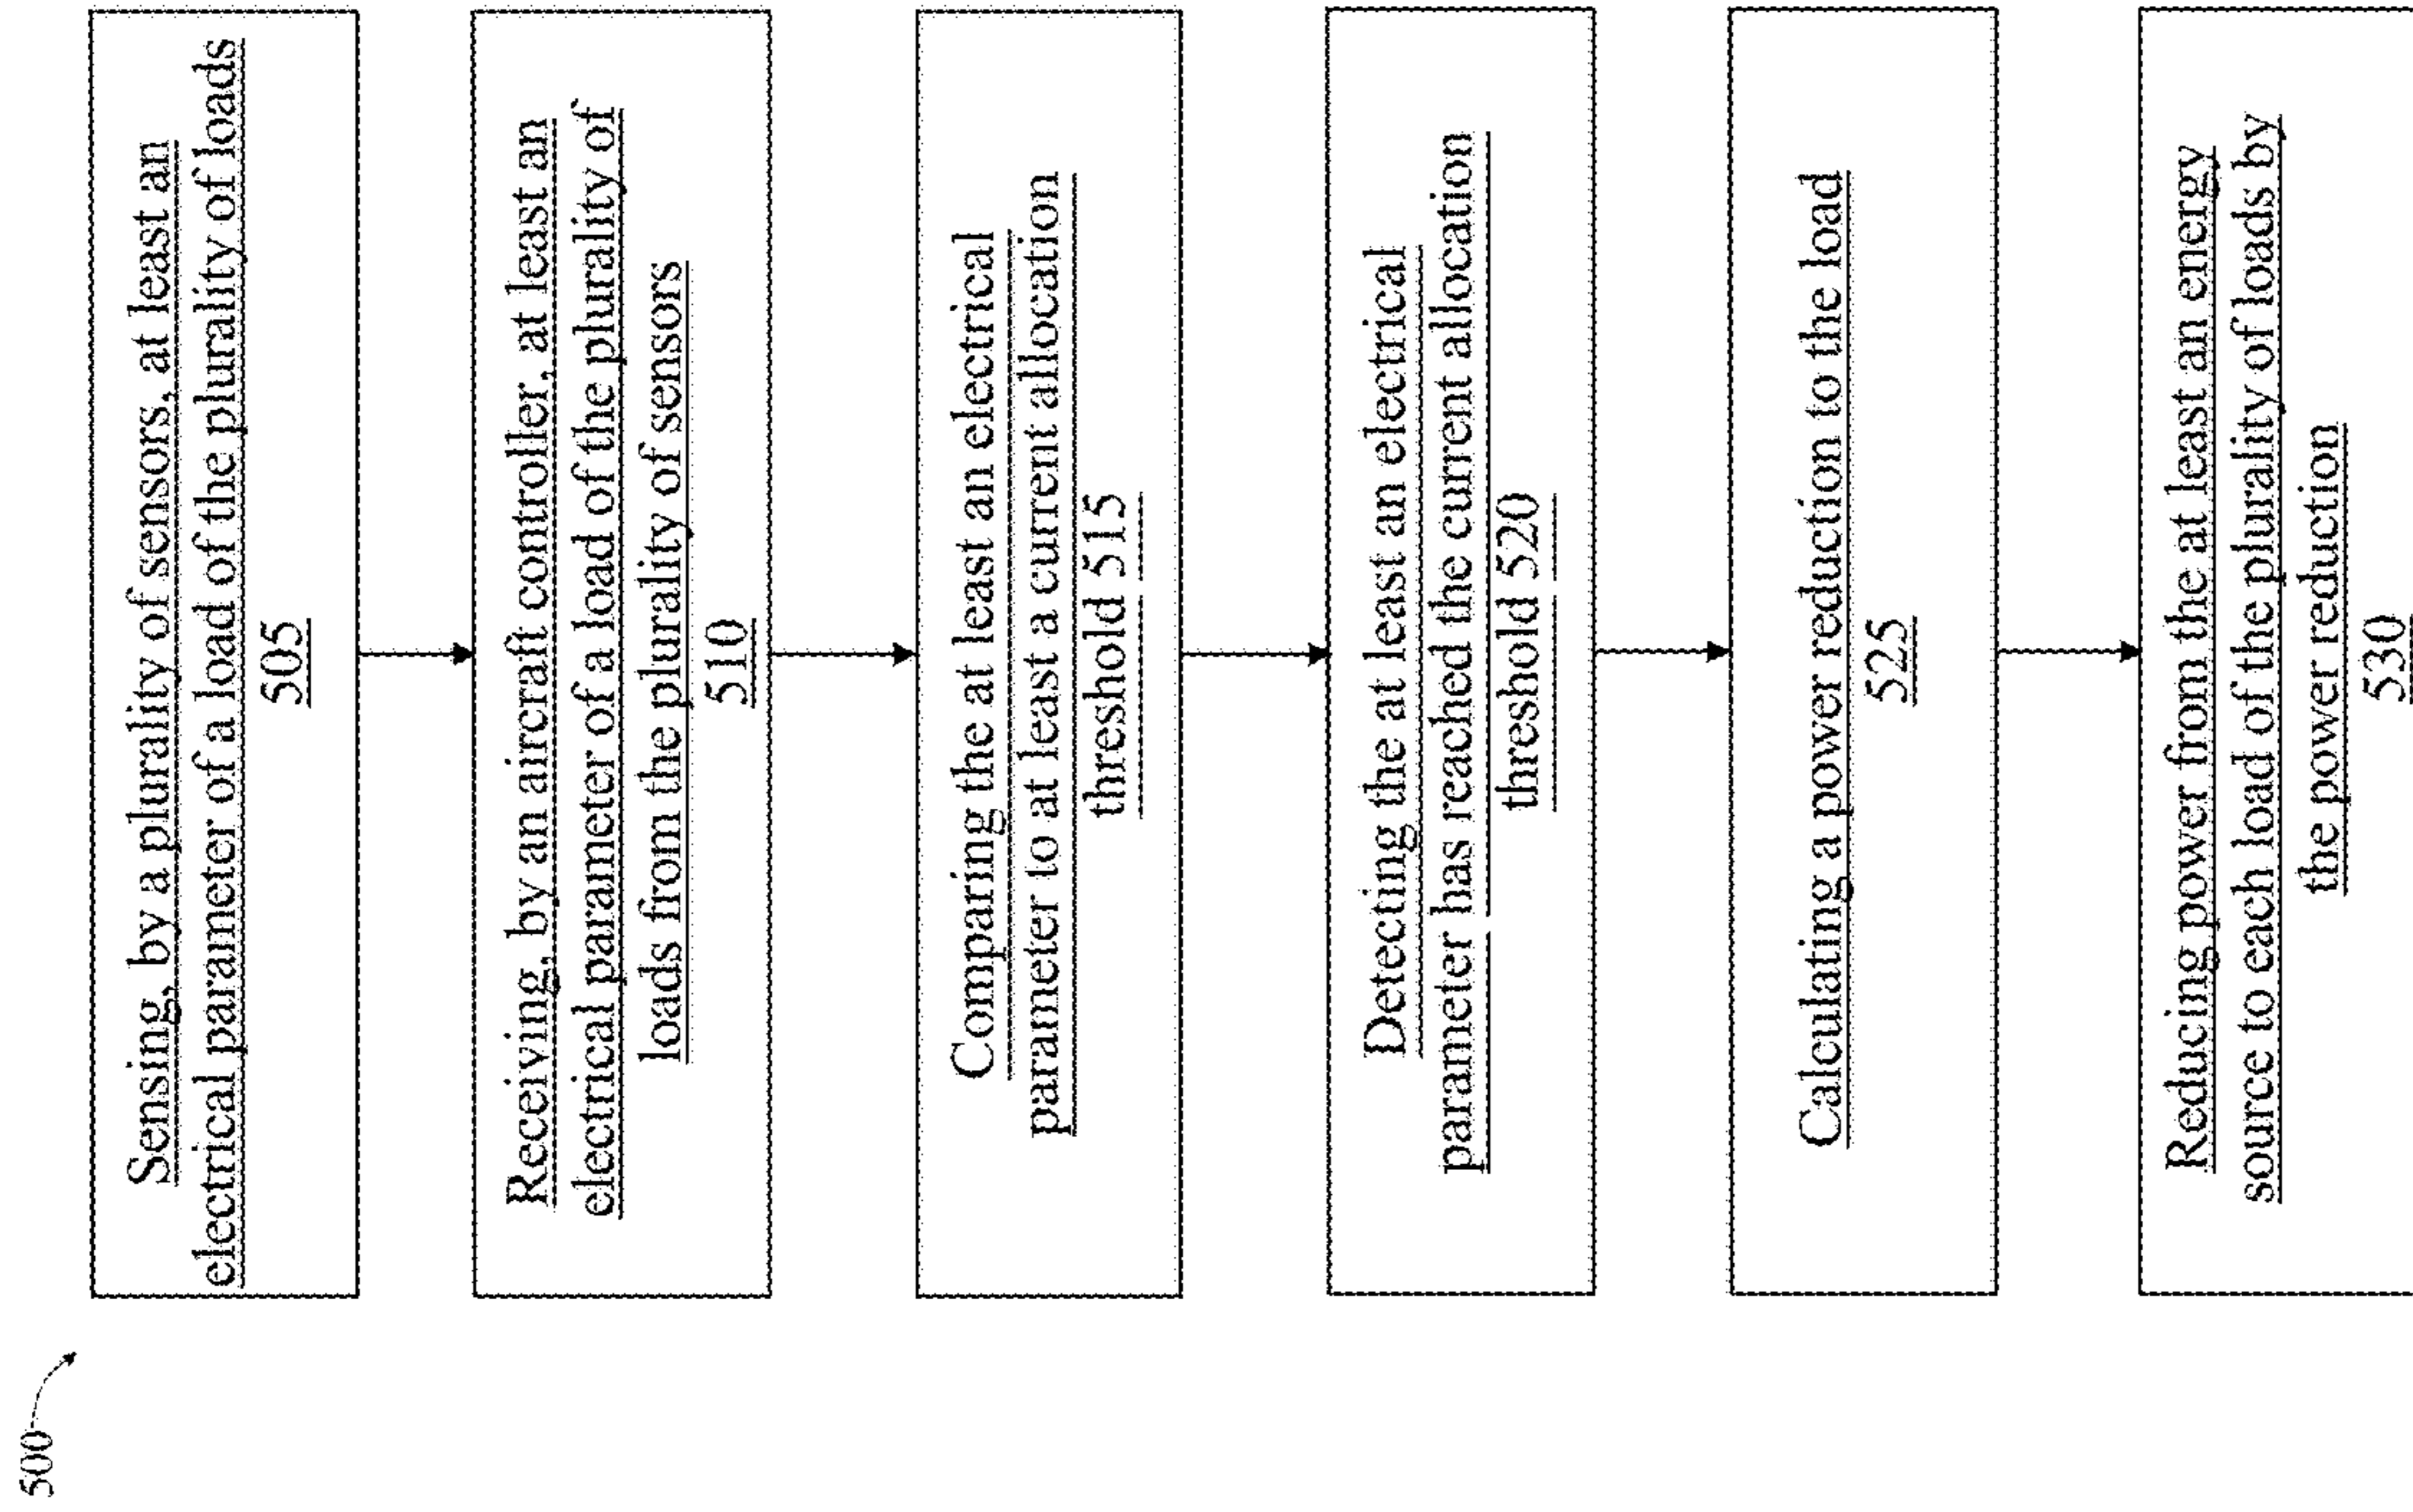 500
Sensing, by a plurality of sensors, at least an
electrical parameter of a load of the plurality of loads
505
Receiving, by an aircraft controller, at least an
electrical parameter of a load of the plurality of
loads from the plurality of sensors
510
Comparing the at least an electrical
parameter to at least a current allocation
threshold 515
Detecting the at least an electrical
parameter has reached the current allocation
threshold 520
Calculating a power reduction to the load
525
Reducing power from the at least an energy
source to each load of the plurality of loads by
the power reduction
530